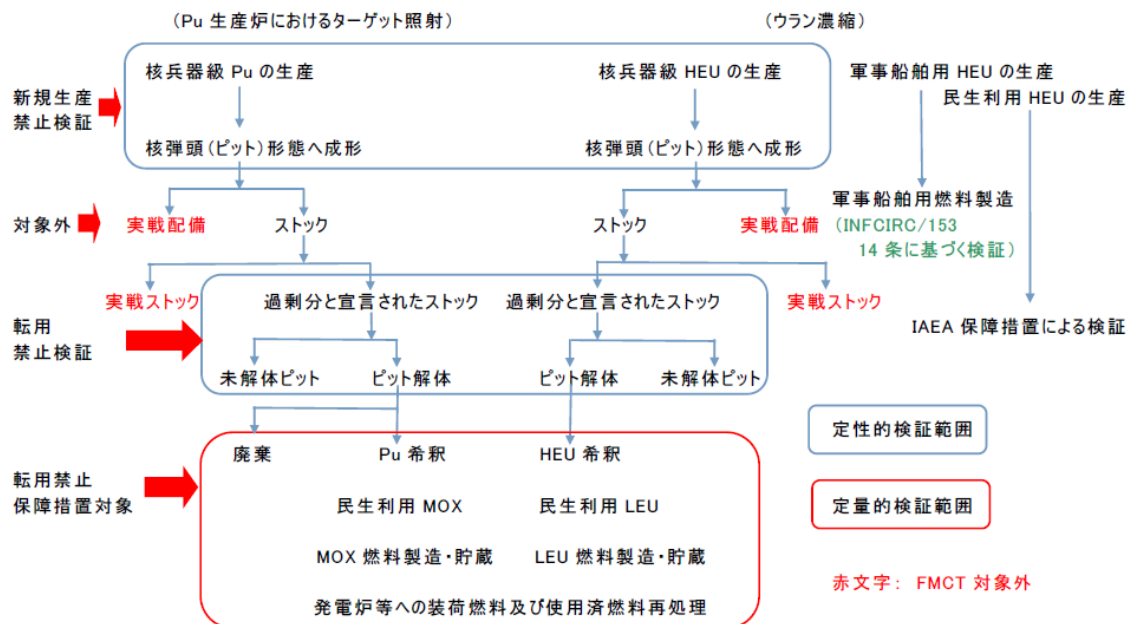 (Pu 生産炉におけるターゲット照射)
(ウラン濃縮)
核兵器級 Pu の生産
核兵器級 HEU の生産
軍事船舶用 HEU の生産
民生利用 HEU の生産
新規生産
禁止検証
核弾頭(ピット)形態へ成形
核弾頭(ピット)形態へ成形
対象外
実戦配備
ストック
ストック
実戦配備
軍事船舶用燃料製造
(INFCIRC/153
14 条に基づく検証)
実戦ストック
過剰分と宣言されたストック
過剰分と宣言されたストック
実戦ストック
転用
禁止検証
IAEA 保障措置による検証
未解体ピット
ピット解体
ピット解体
未解体ピット
定性的検証範囲
廃棄
Pu 希釈
HEU 希釈
転用禁止
保障措置対象
民生利用 MOX
民生利用 LEU
定量的検証範囲
MOX 燃料製造・貯蔵
LEU 燃料製造・貯蔵
赤文字: FMCT 対象外
発電炉等への装荷燃料及び使用済燃料再処理